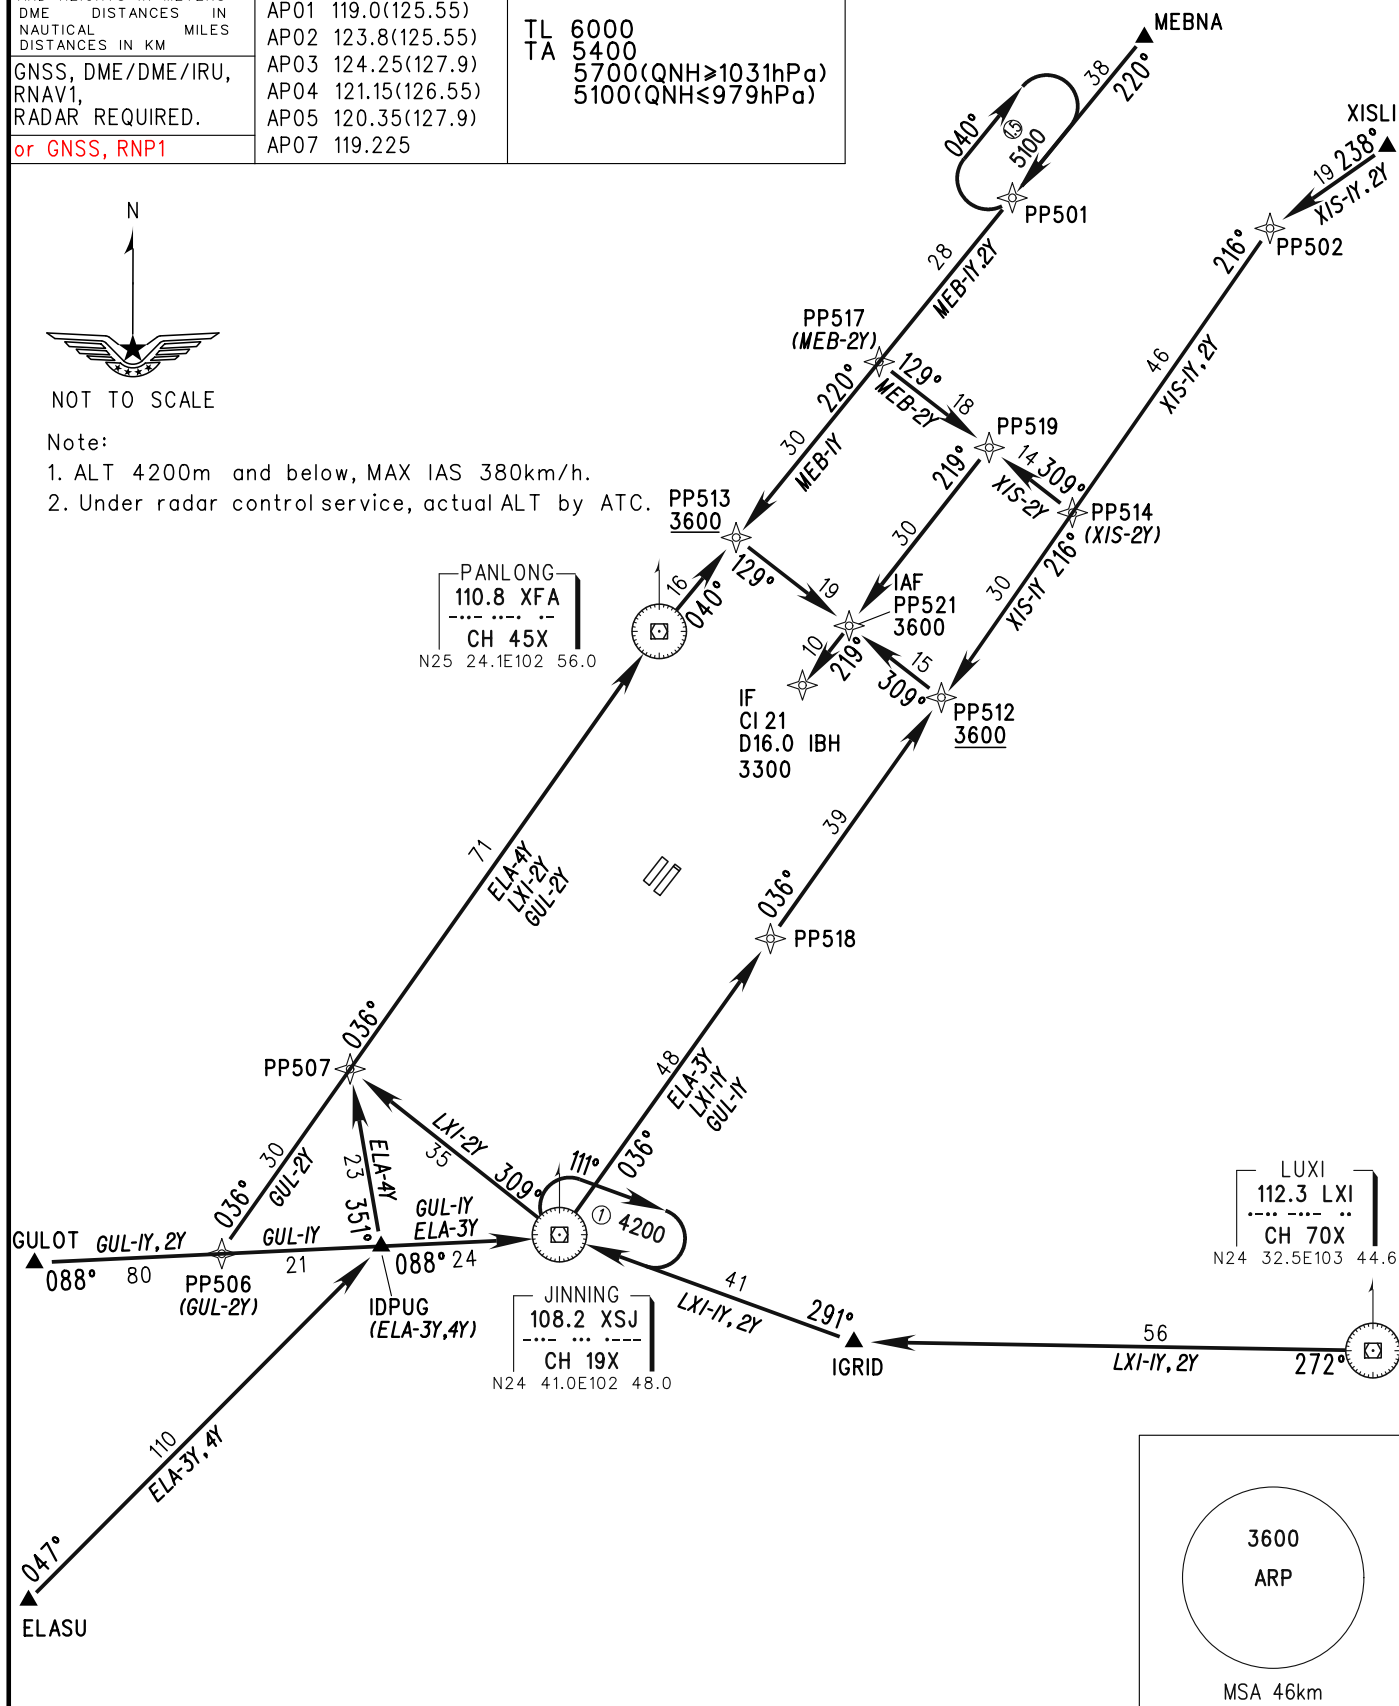 DME DISTANCES IN
NAUTICAL MILES
DISTANCES IN KM
GNSS, DME/DME/IRU,
RNAV1,
RADAR REQUIRED.
or GNSS, RNP1
AP01 119.0(125.55)
AP02 123.8(125.55)
AP03 124.25(127.9)
AP04 121.15(126.55)
AP05 120.35(127.9)
AP07 119.225
TL 6000
TA 5400
5700(QNH≥1031hPa)
5100(QNH≤979hPa)
MEBNA
38
220°
040°
1.5
5100
PP501
XISLI
238°
19
XIS-1Y.2Y
PP502
216°
N
NOT TO SCALE
Note:
1. ALT 4200m and below, MAX IAS 380km/h.
2. Under radar control service, actual ALT by ATC.
28
MEB-1Y.2Y
PP517
(MEB-2Y)
129°
18
MEB-2Y
220°
30
MEB-1Y
46
XIS-1Y, 2Y
PP519
219°
14
309°
XIS-2Y
PP514
(XIS-2Y)
216°
30
XIS-1Y
30
PP513
3600
129°
19
IAF
PP521
3600
10
219°
15
309°
PP512
3600
IF
CI 21
D16.0 IBH
3300
PANLONG
110.8 XFA
-··- ··-· ·-
CH 45X
N25 24.1E102 56.0
16
040°
71
ELA-4Y
LXI-2Y
GUL-2Y
39
036°
PP518
036°
PP507
48
ELA-3Y
LXI-1Y
GUL-1Y
036°
LXI-2Y
35
309°
111°
1
4200
30
GUL-2Y
036°
ELA-4Y
23
351°
GULOT
GUL-1Y, 2Y
088°
80
PP506
(GUL-2Y)
GUL-1Y
21
GUL-1Y
ELA-3Y
088°
24
IDPUG
(ELA-3Y,4Y)
JINNING
108.2 XSJ
-··- ··· ·---
CH 19X
N24 41.0E102 48.0
41
LXI-1Y, 2Y
291°
IGRID
56
LXI-1Y, 2Y
272°
LUXI
112.3 LXI
·-·· -··- ··
CH 70X
N24 32.5E103 44.6
110
ELA-3Y, 4Y
047°
ELASU
3600
ARP
MSA 46km